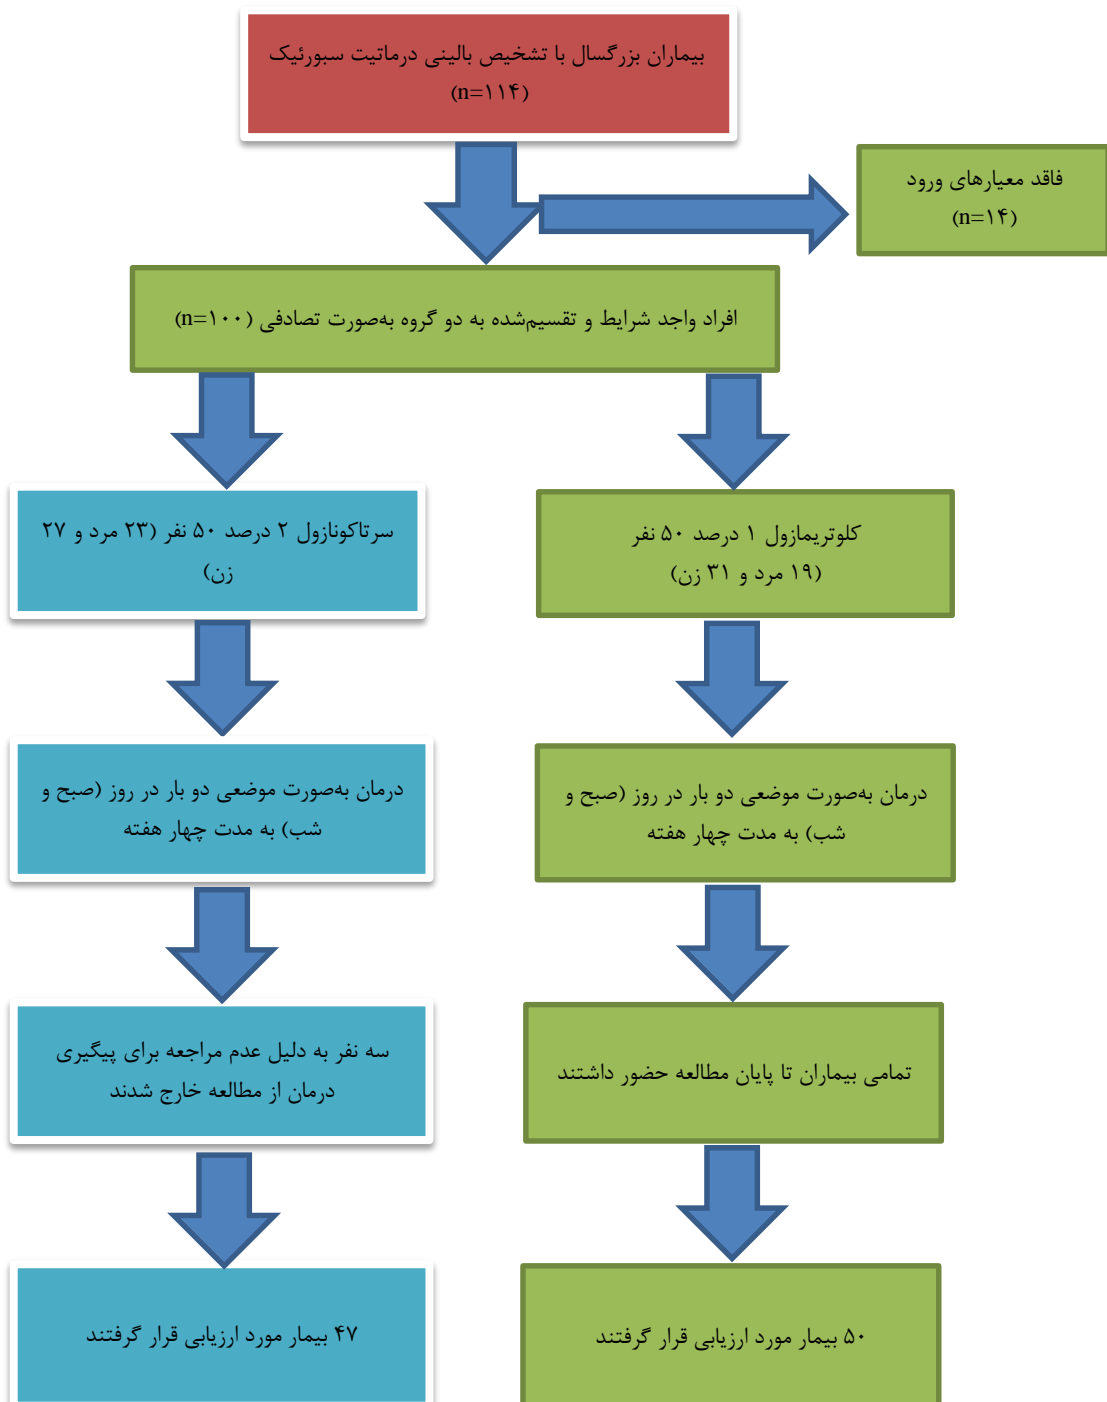 بیماران بزرگسال با تشخیص بالینی درماتیت سبورئیک
(n=۱۱۴)
فاقد معیارهای ورود
(n=۱۴)
افراد واجد شرایط و تقسیم‌شده به دو گروه به‌صورت تصادفی (n=۱۰۰)
کلوتریمازول ۱ درصد ۵۰ نفر
(۱۹ مرد و ۳۱ زن)
سرتاکونازول ۲ درصد ۵۰ نفر (۲۳ مرد و ۲۷
زن)
درمان به‌صورت موضعی دو بار در روز (صبح و
شب) به مدت چهار هفته
درمان به‌صورت موضعی دو بار در روز (صبح و
شب) به مدت چهار هفته
تمامی بیماران تا پایان مطالعه حضور داشتند
سه نفر به دلیل عدم مراجعه برای پیگیری
درمان از مطالعه خارج شدند
۵۰ بیمار مورد ارزیابی قرار گرفتند
۴۷ بیمار مورد ارزیابی قرار گرفتند